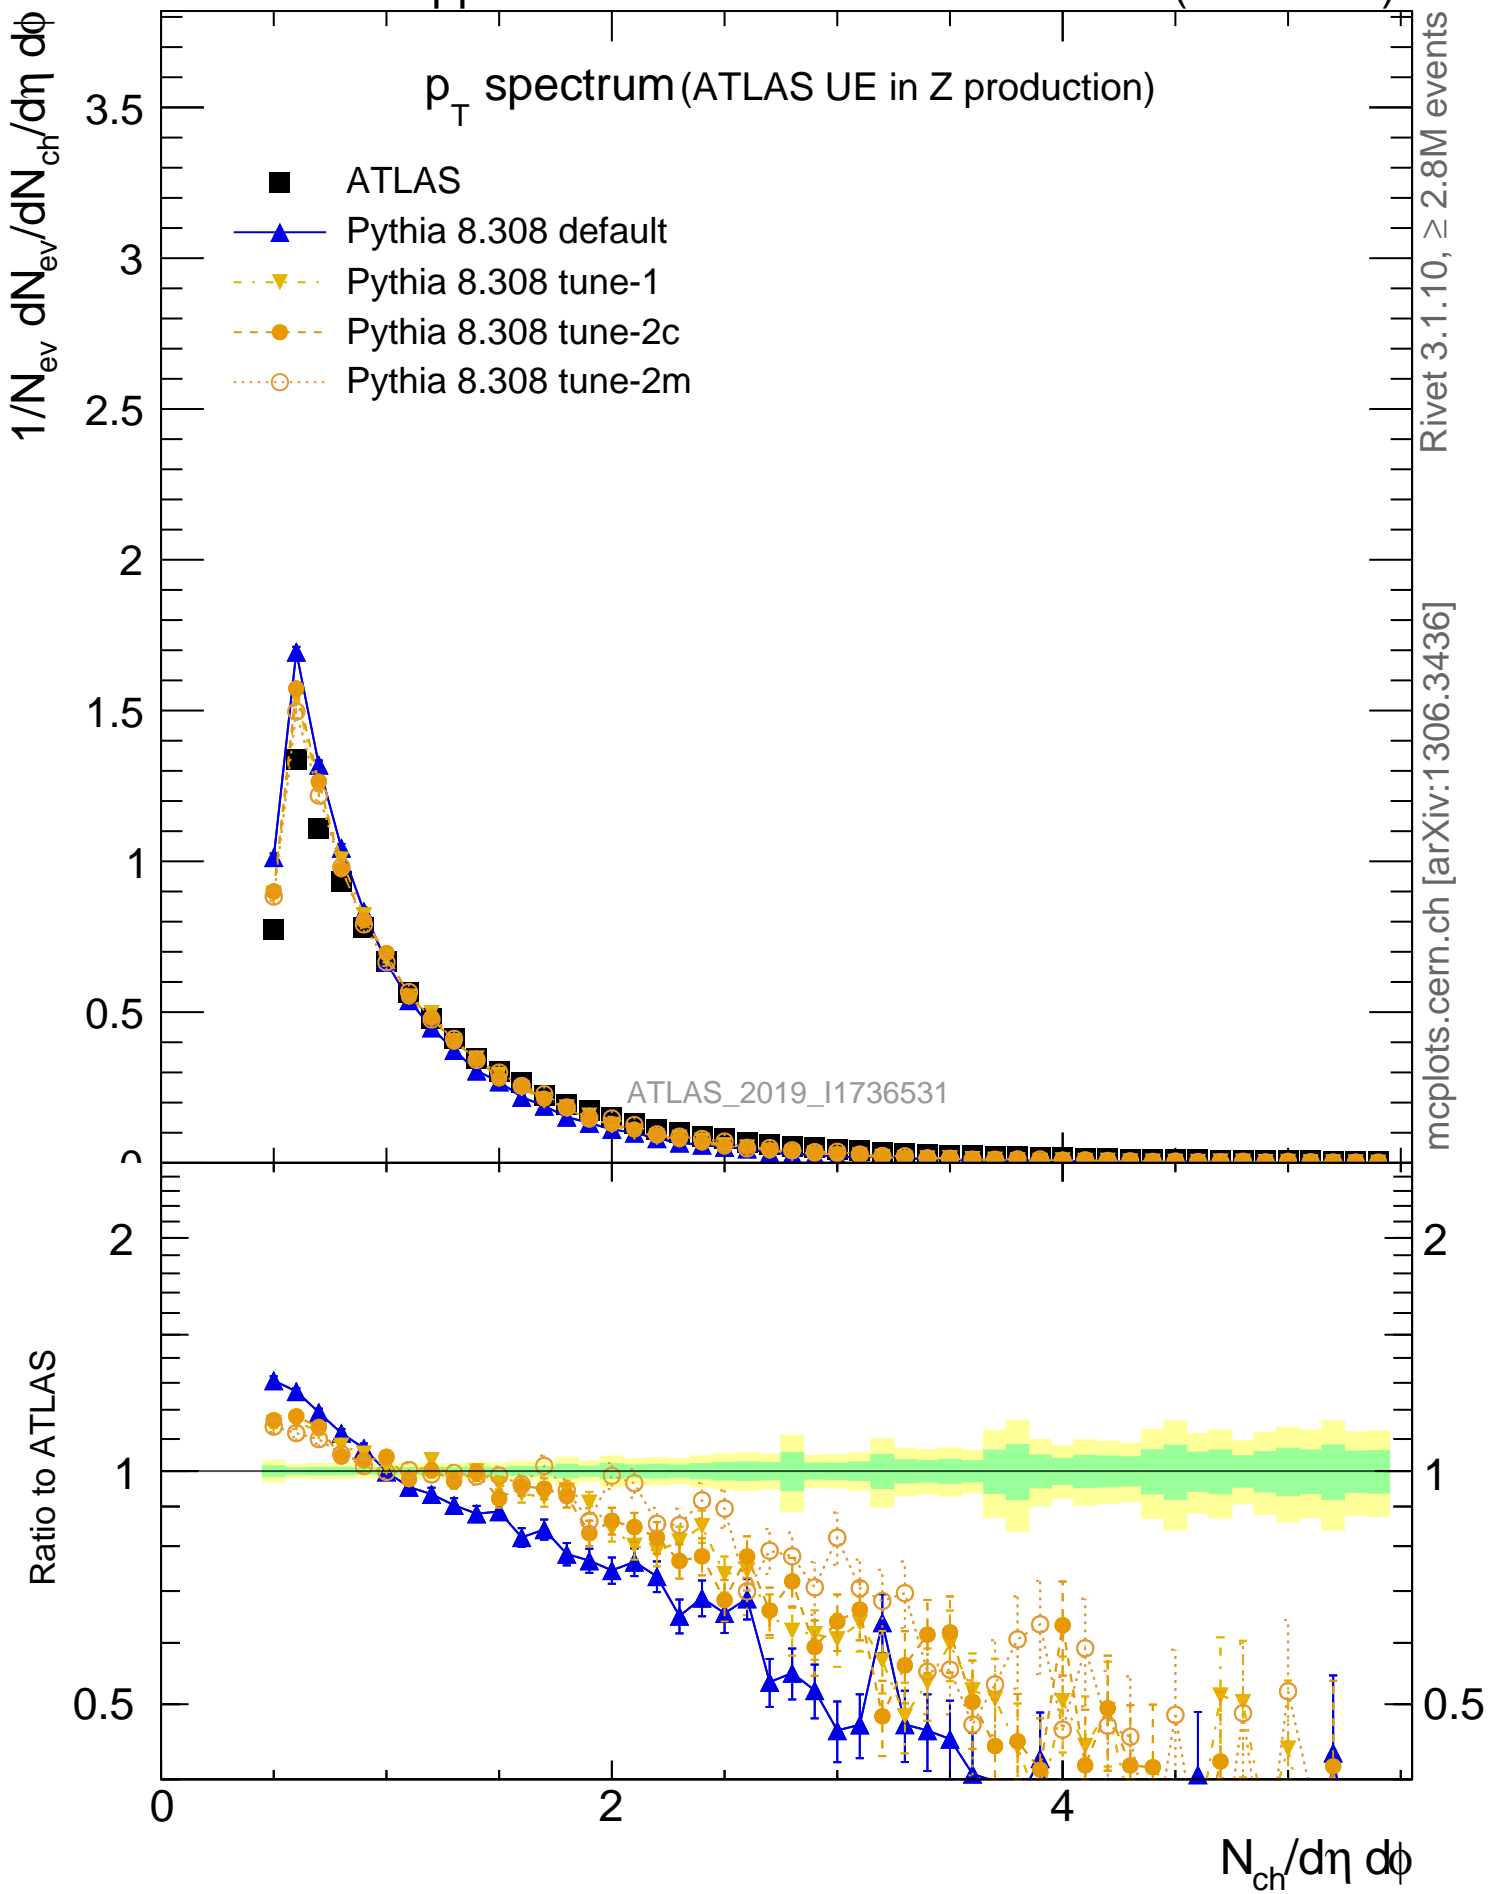 pp
p_T spectrum (ATLAS UE in Z production)
ATLAS
Pythia 8.308 default
Pythia 8.308 tune-1
Pythia 8.308 tune-2c
Pythia 8.308 tune-2m
1/N_ev dN_ev/dN_ch/dη dϕ
3.5
3
2.5
2
1.5
1
0.5
0
ATLAS_2019_I1736531
Rivet 3.1.10, ≥ 2.8M events
mcplots.cern.ch [arXiv:1306.3436]
Ratio to ATLAS
2
1
0.5
2
1
0.5
0
2
4
N_ch/dη dϕ